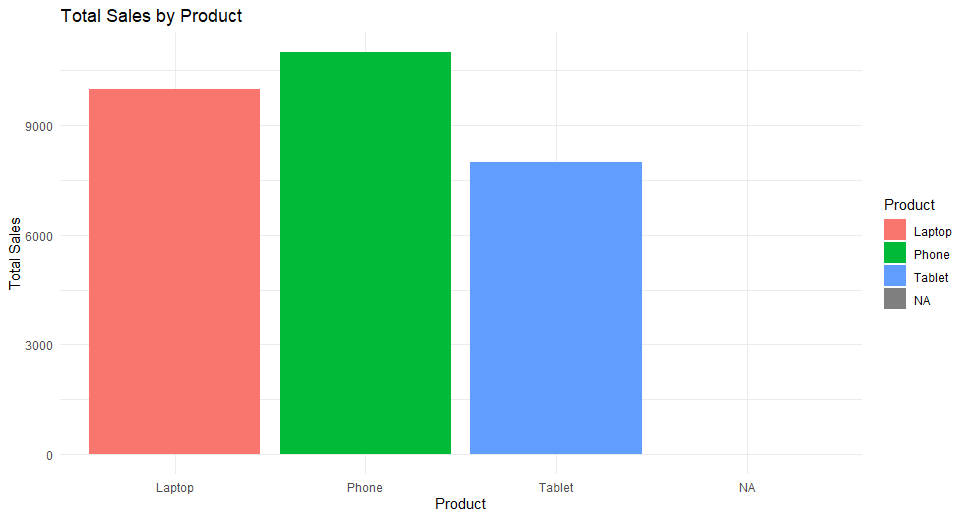 Total Sales by Product
Total Sales
9000
6000
3000
0
Laptop
Phone
Tablet
NA
Product
Product
Laptop
Phone
Tablet
NA